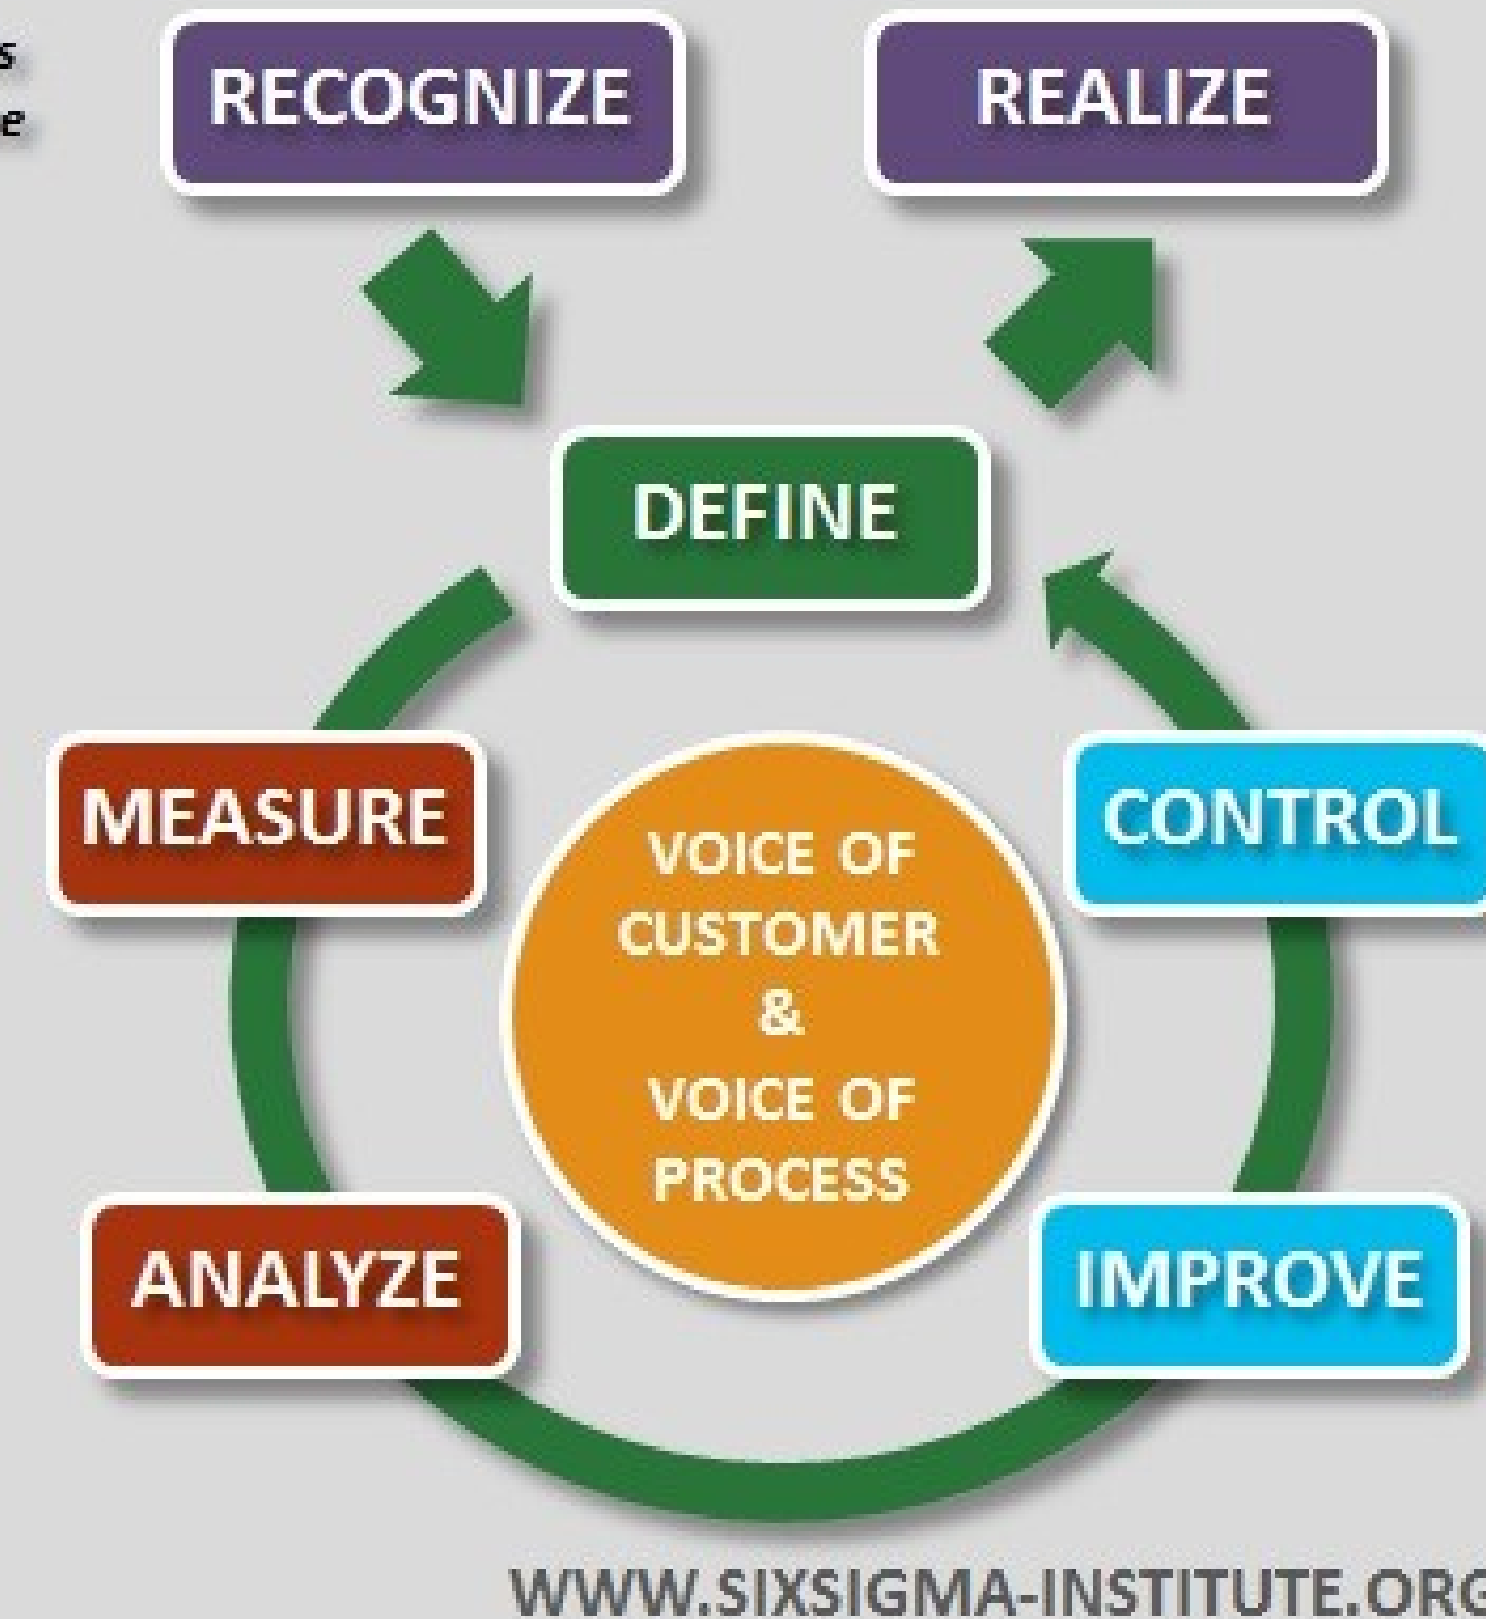 s
e
RECOGNIZE
REALIZE
DEFINE
MEASURE
CONTROL
VOICE OF
CUSTOMER
&
VOICE OF
PROCESS
ANALYZE
IMPROVE
WWW.SIXSIGMA-INSTITUTE.ORG